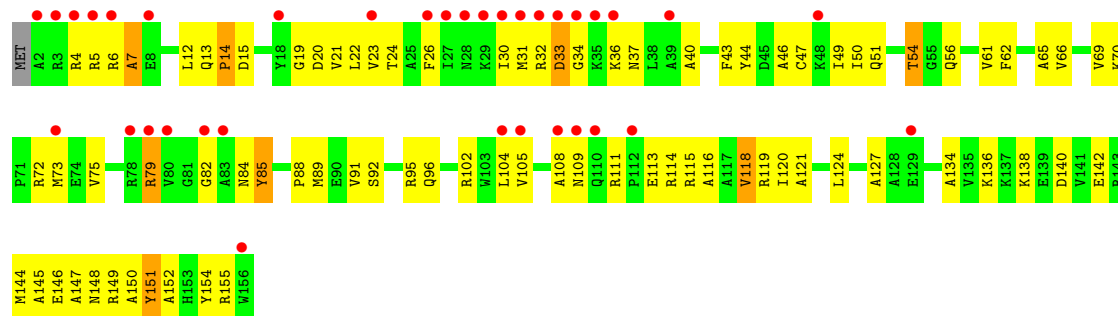 MET A2 R3 R4 R5 R6 A7 E8 L12 Q13 P14 D15 Y18 G19 D20 V21 L22 V23 T24 A25 F26 I27 N28 K29 I30 M31 R32 D33 G34 K35 K36 N37 L38 A39 A40 F43 Y44 D45 A46 C47 K48 I49 I50 Q51 T54 G55 Q56 V61 F62 A65 V66 V69 K70
P71 R72 M73 E74 V75 R78 R79 V80 G81 G82 A83 N84 Y85 P88 M89 E90 V91 S92 R95 Q96 R102 W103 L104 V105 A108 N109 Q110 R111 P112 E113 R114 R115 A116 A117 V118 R119 I120 A121 L124 A127 A128 E129 A134 V135 K136 K137 K138 E139 D140 V141 E142 R143
M144 A145 E146 A147 N148 R149 A150 Y151 A152 H153 Y154 R155 W156